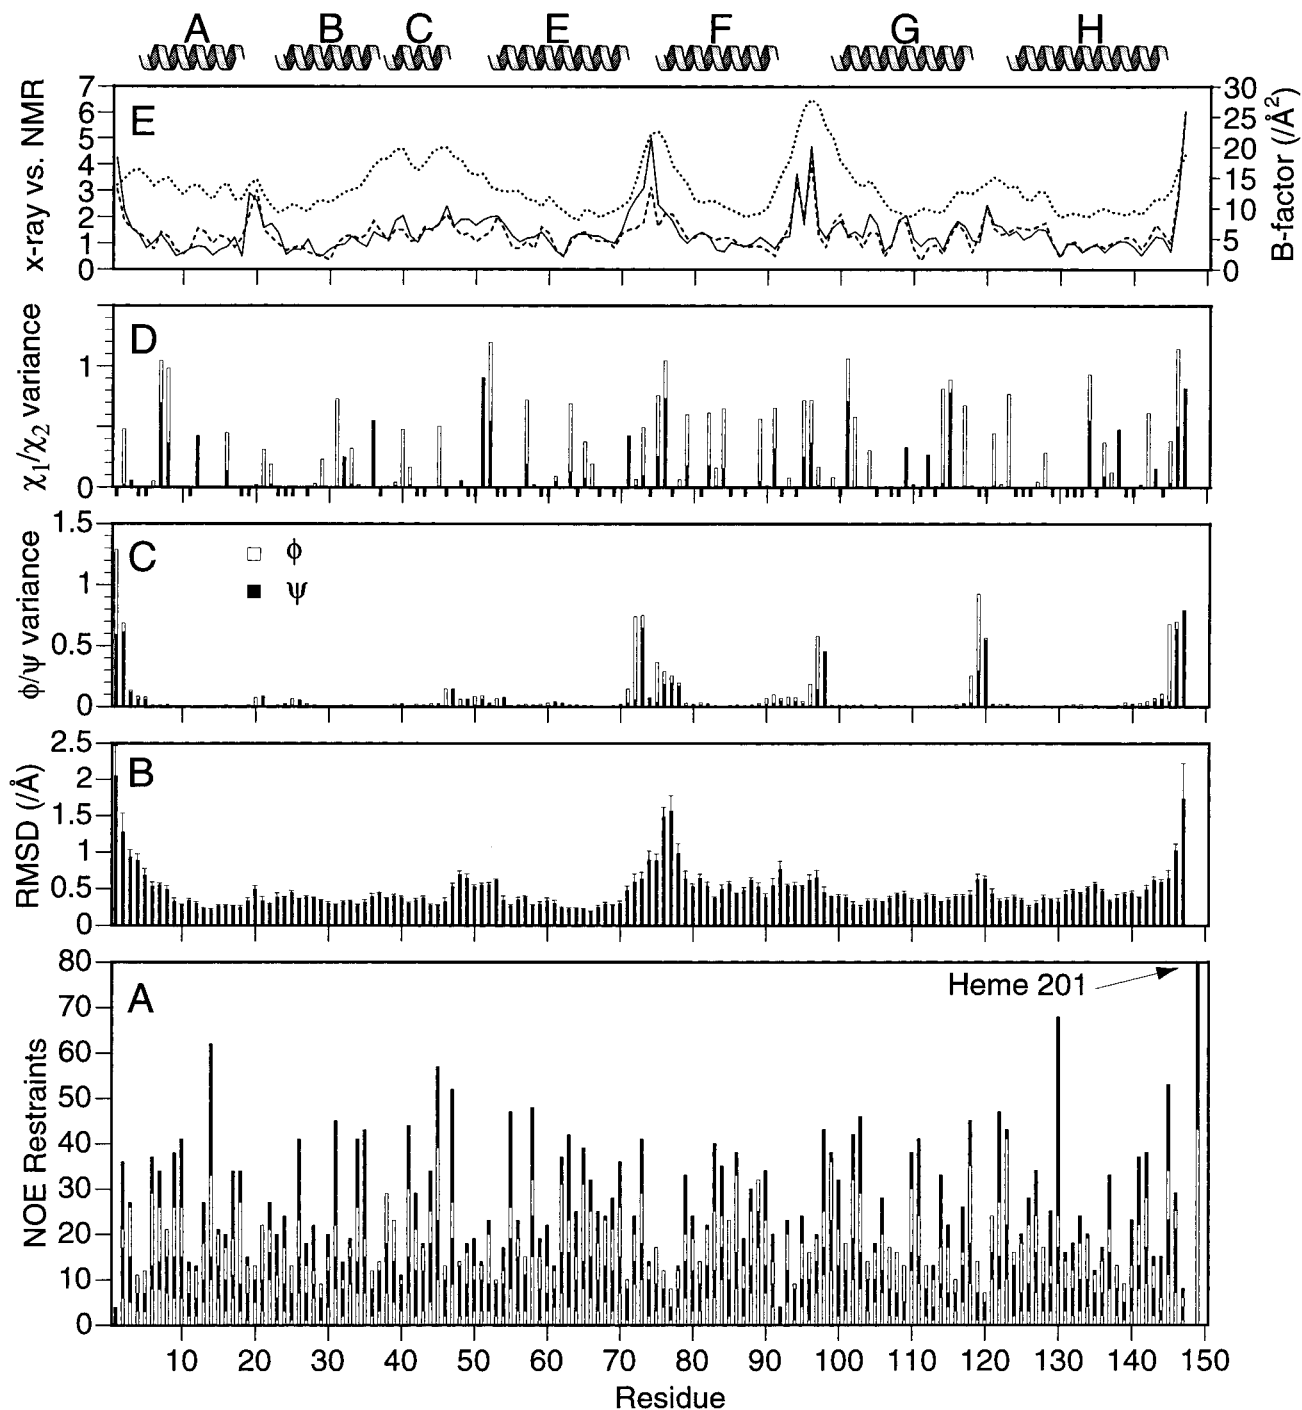 A B C E F G H
x-ray vs. NMR
7
6
5
4
3
2
1
0
E
30
25
20
15
10
5
0
B-factor (/Å²)
χ₁/χ₂ variance
1
0
D
ϕ/ψ variance
1.5
1
0.5
0
C
ϕ
ψ
RMSD (/Å)
2.5
2
1.5
1
0.5
0
B
NOE Restraints
80
70
60
50
40
30
20
10
0
A
Heme 201
10 20 30 40 50 60 70 80 90 100 110 120 130 140 150
Residue